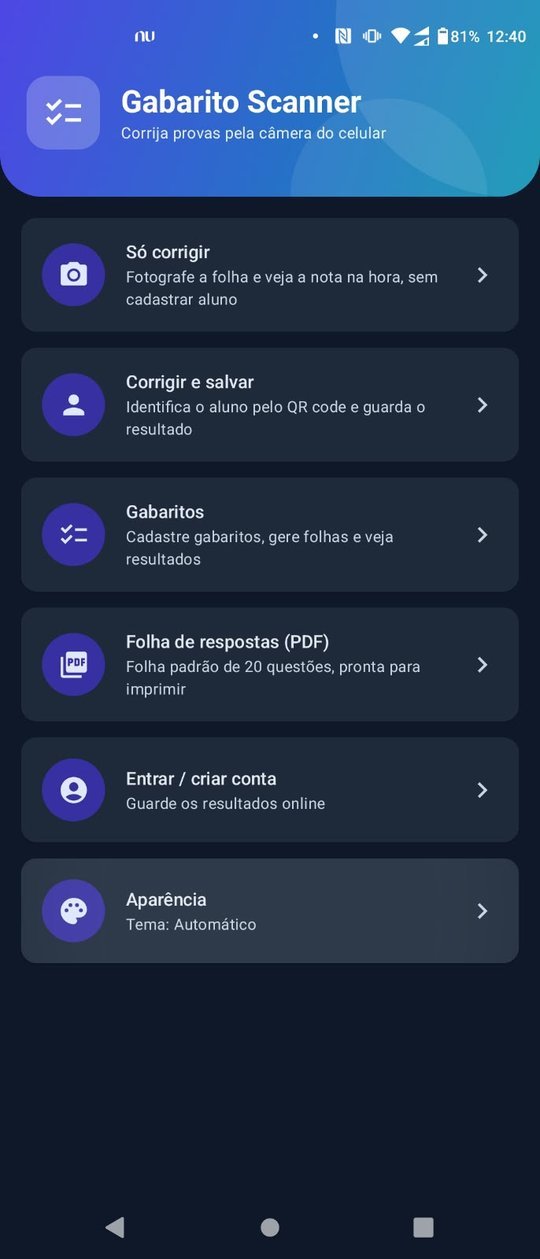 nu
81% 12:40
Gabarito Scanner
Corrija provas pela câmera do celular
Só corrigir
Fotografe a folha e veja a nota na hora, sem
cadastrar aluno
Corrigir e salvar
Identifica o aluno pelo QR code e guarda o
resultado
Gabaritos
Cadastre gabaritos, gere folhas e veja
resultados
PDF
Folha de respostas (PDF)
Folha padrão de 20 questões, pronta para
imprimir
Entrar / criar conta
Guarde os resultados online
Aparência
Tema: Automático